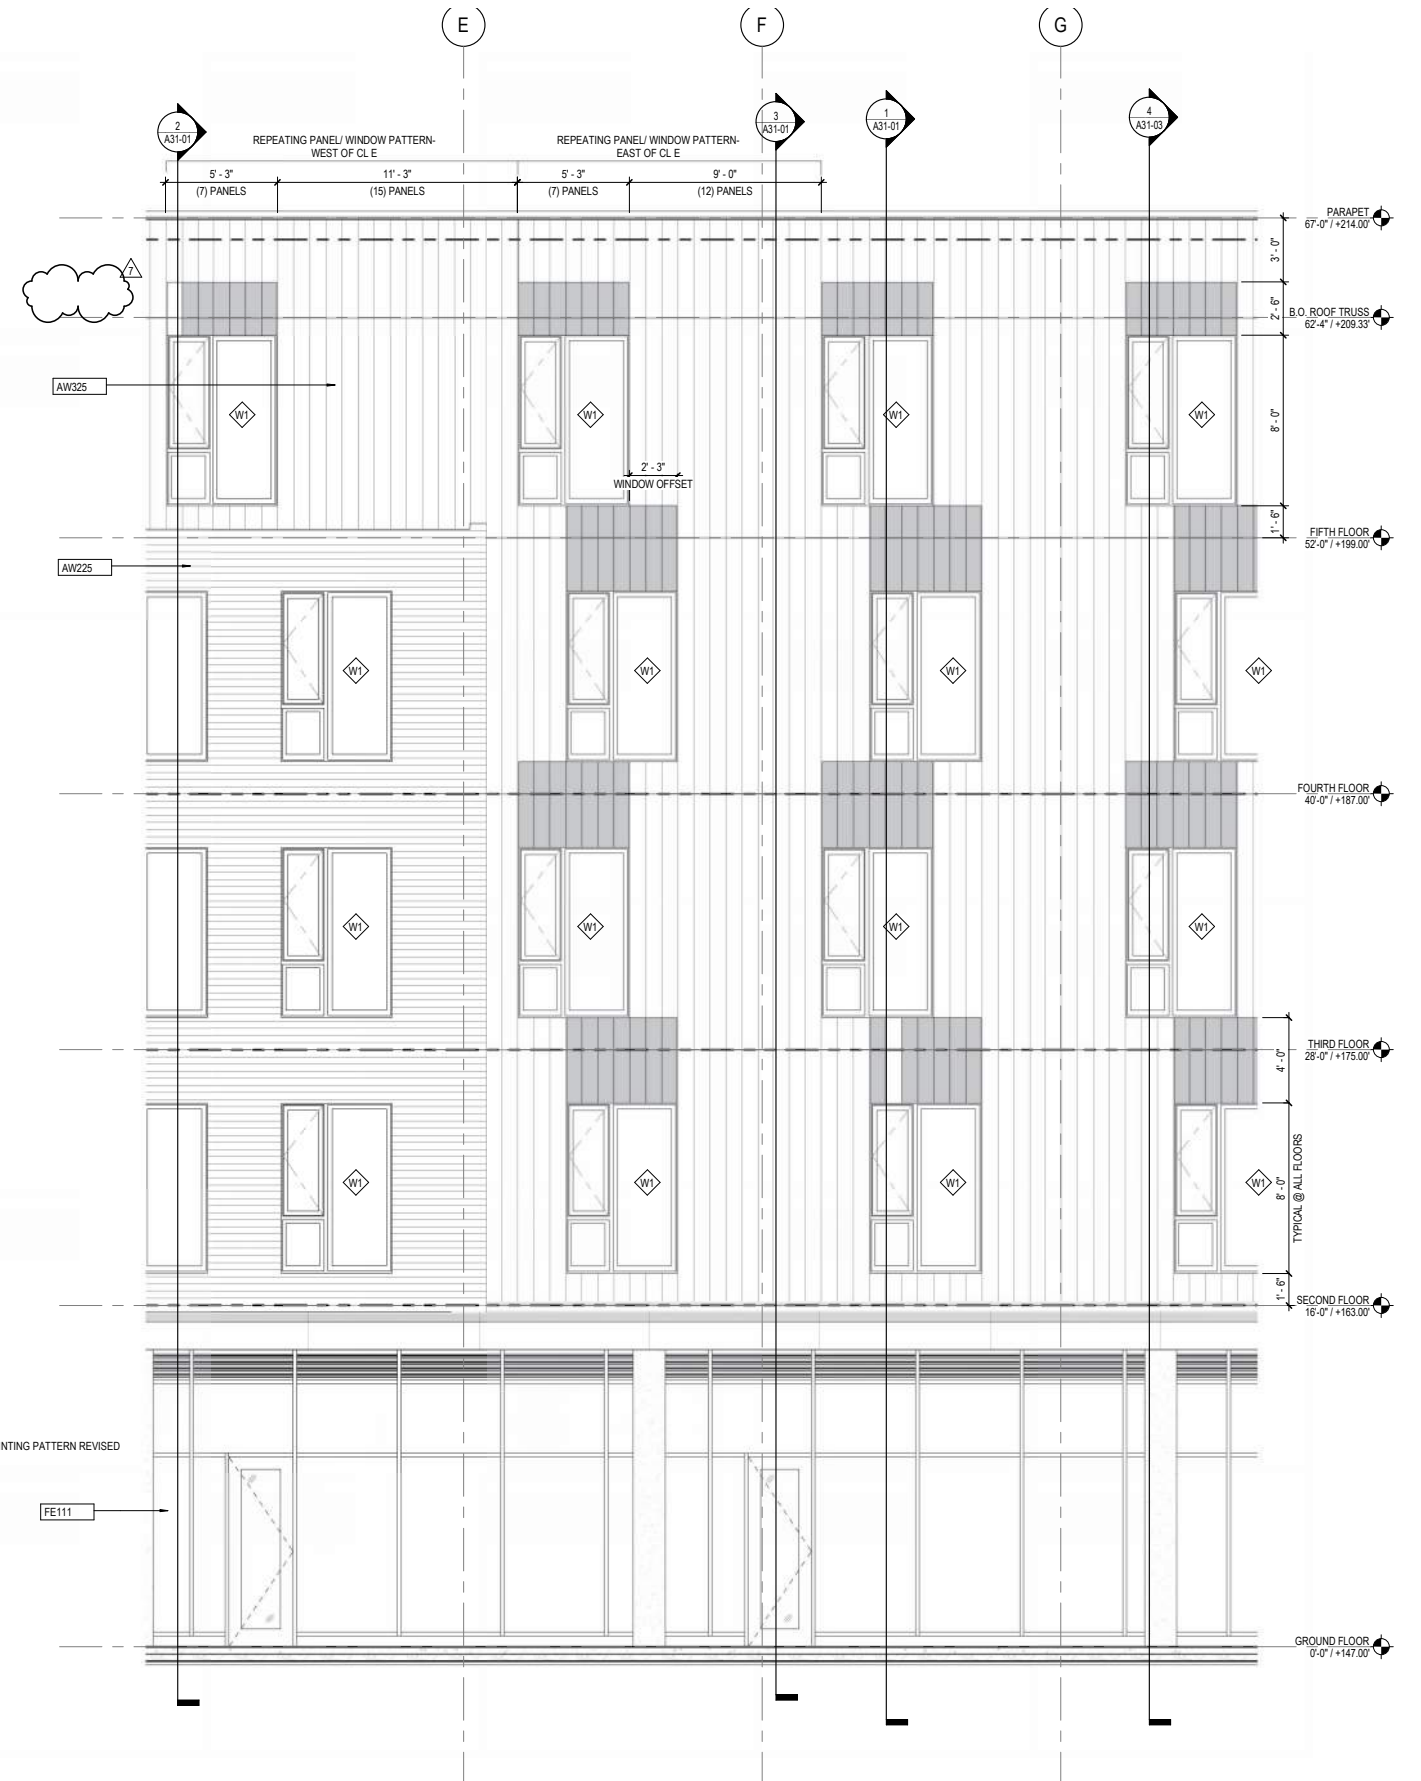 E
F
G
2
A31-01
3
A31-01
1
A31-01
4
A31-03
REPEATING PANEL/ WINDOW PATTERN-
WEST OF CL E
REPEATING PANEL/ WINDOW PATTERN-
EAST OF CL E
5' - 3"
(7) PANELS
11' - 3"
(15) PANELS
5' - 3"
(7) PANELS
9' - 0"
(12) PANELS
PARAPET
67'-0" / +214.00'
3' - 0"
7
2' - 6"
B.O. ROOF TRUSS
62'-4" / +209.33'
AW325
W1
W1
W1
W1
8' - 0"
2' - 3"
WINDOW OFFSET
1' - 6"
FIFTH FLOOR
52'-0" / +199.00'
AW225
W1
W1
W1
W1
FOURTH FLOOR
40'-0" / +187.00'
W1
W1
W1
W1
THIRD FLOOR
28'-0" / +175.00'
4' - 0"
W1
W1
W1
W1
8' - 0"
TYPICAL @ ALL FLOORS
1' - 6"
SECOND FLOOR
16'-0" / +163.00'
NTING PATTERN REVISED
FE111
GROUND FLOOR
0'-0" / +147.00'